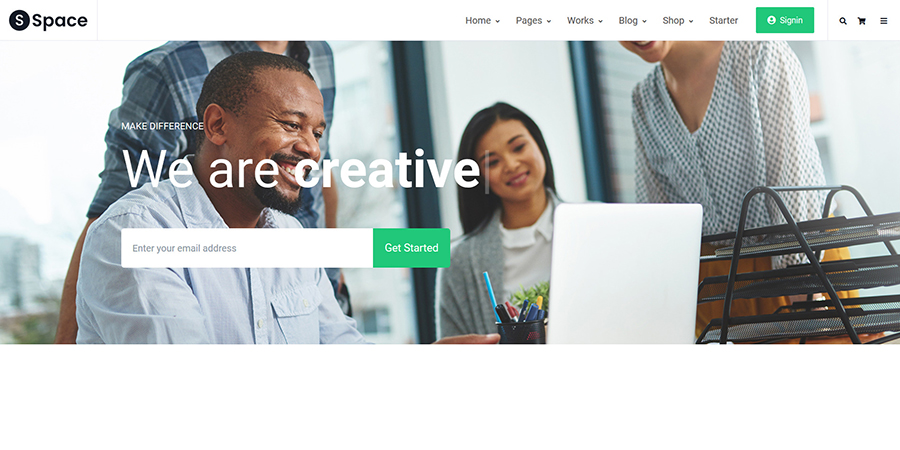 S Space
Home Pages Works Blog Shop Starter Signin
MAKE DIFFERENCE
We are creative
Enter your email address
Get Started